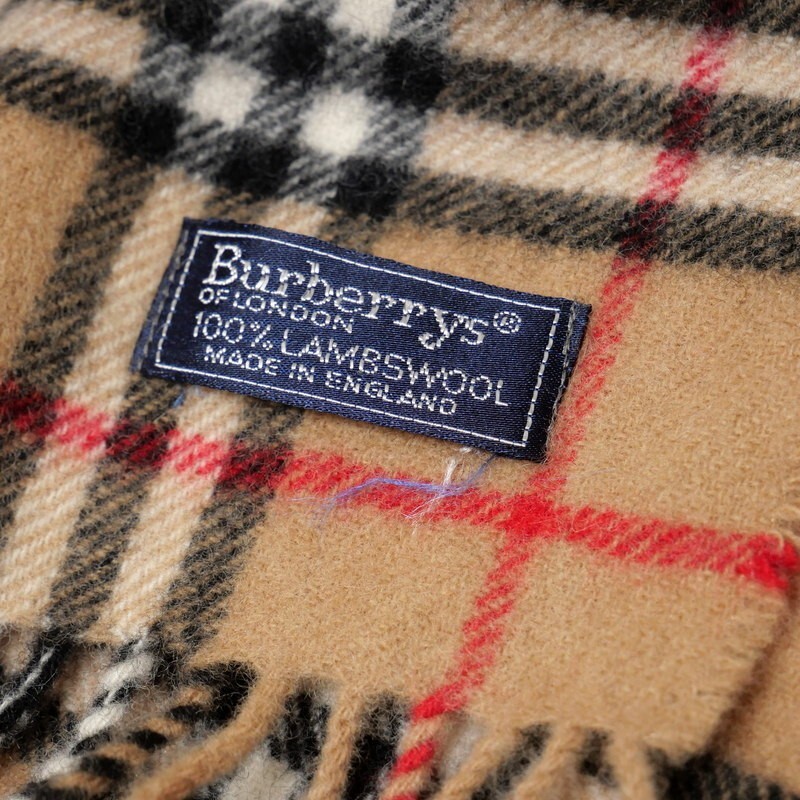 Burberrys®
OF LONDON
100% LAMBSWOOL
MADE IN ENGLAND